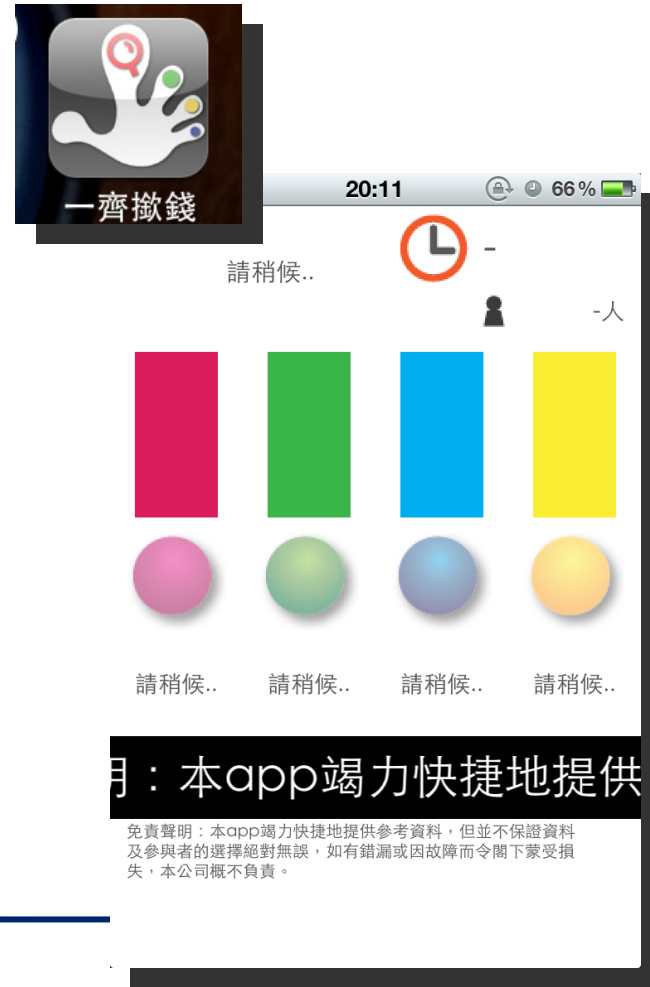 一齊撳錢
20:11 66%
請稍候..
-
-人
請稍候.. 請稍候.. 請稍候.. 請稍候..
明：本app竭力快捷地提供
免責聲明：本app竭力快捷地提供參考資料，但並不保證資料
及參與者的選擇絕對無誤，如有錯漏或因故障而令閣下蒙受損
失，本公司概不負責。